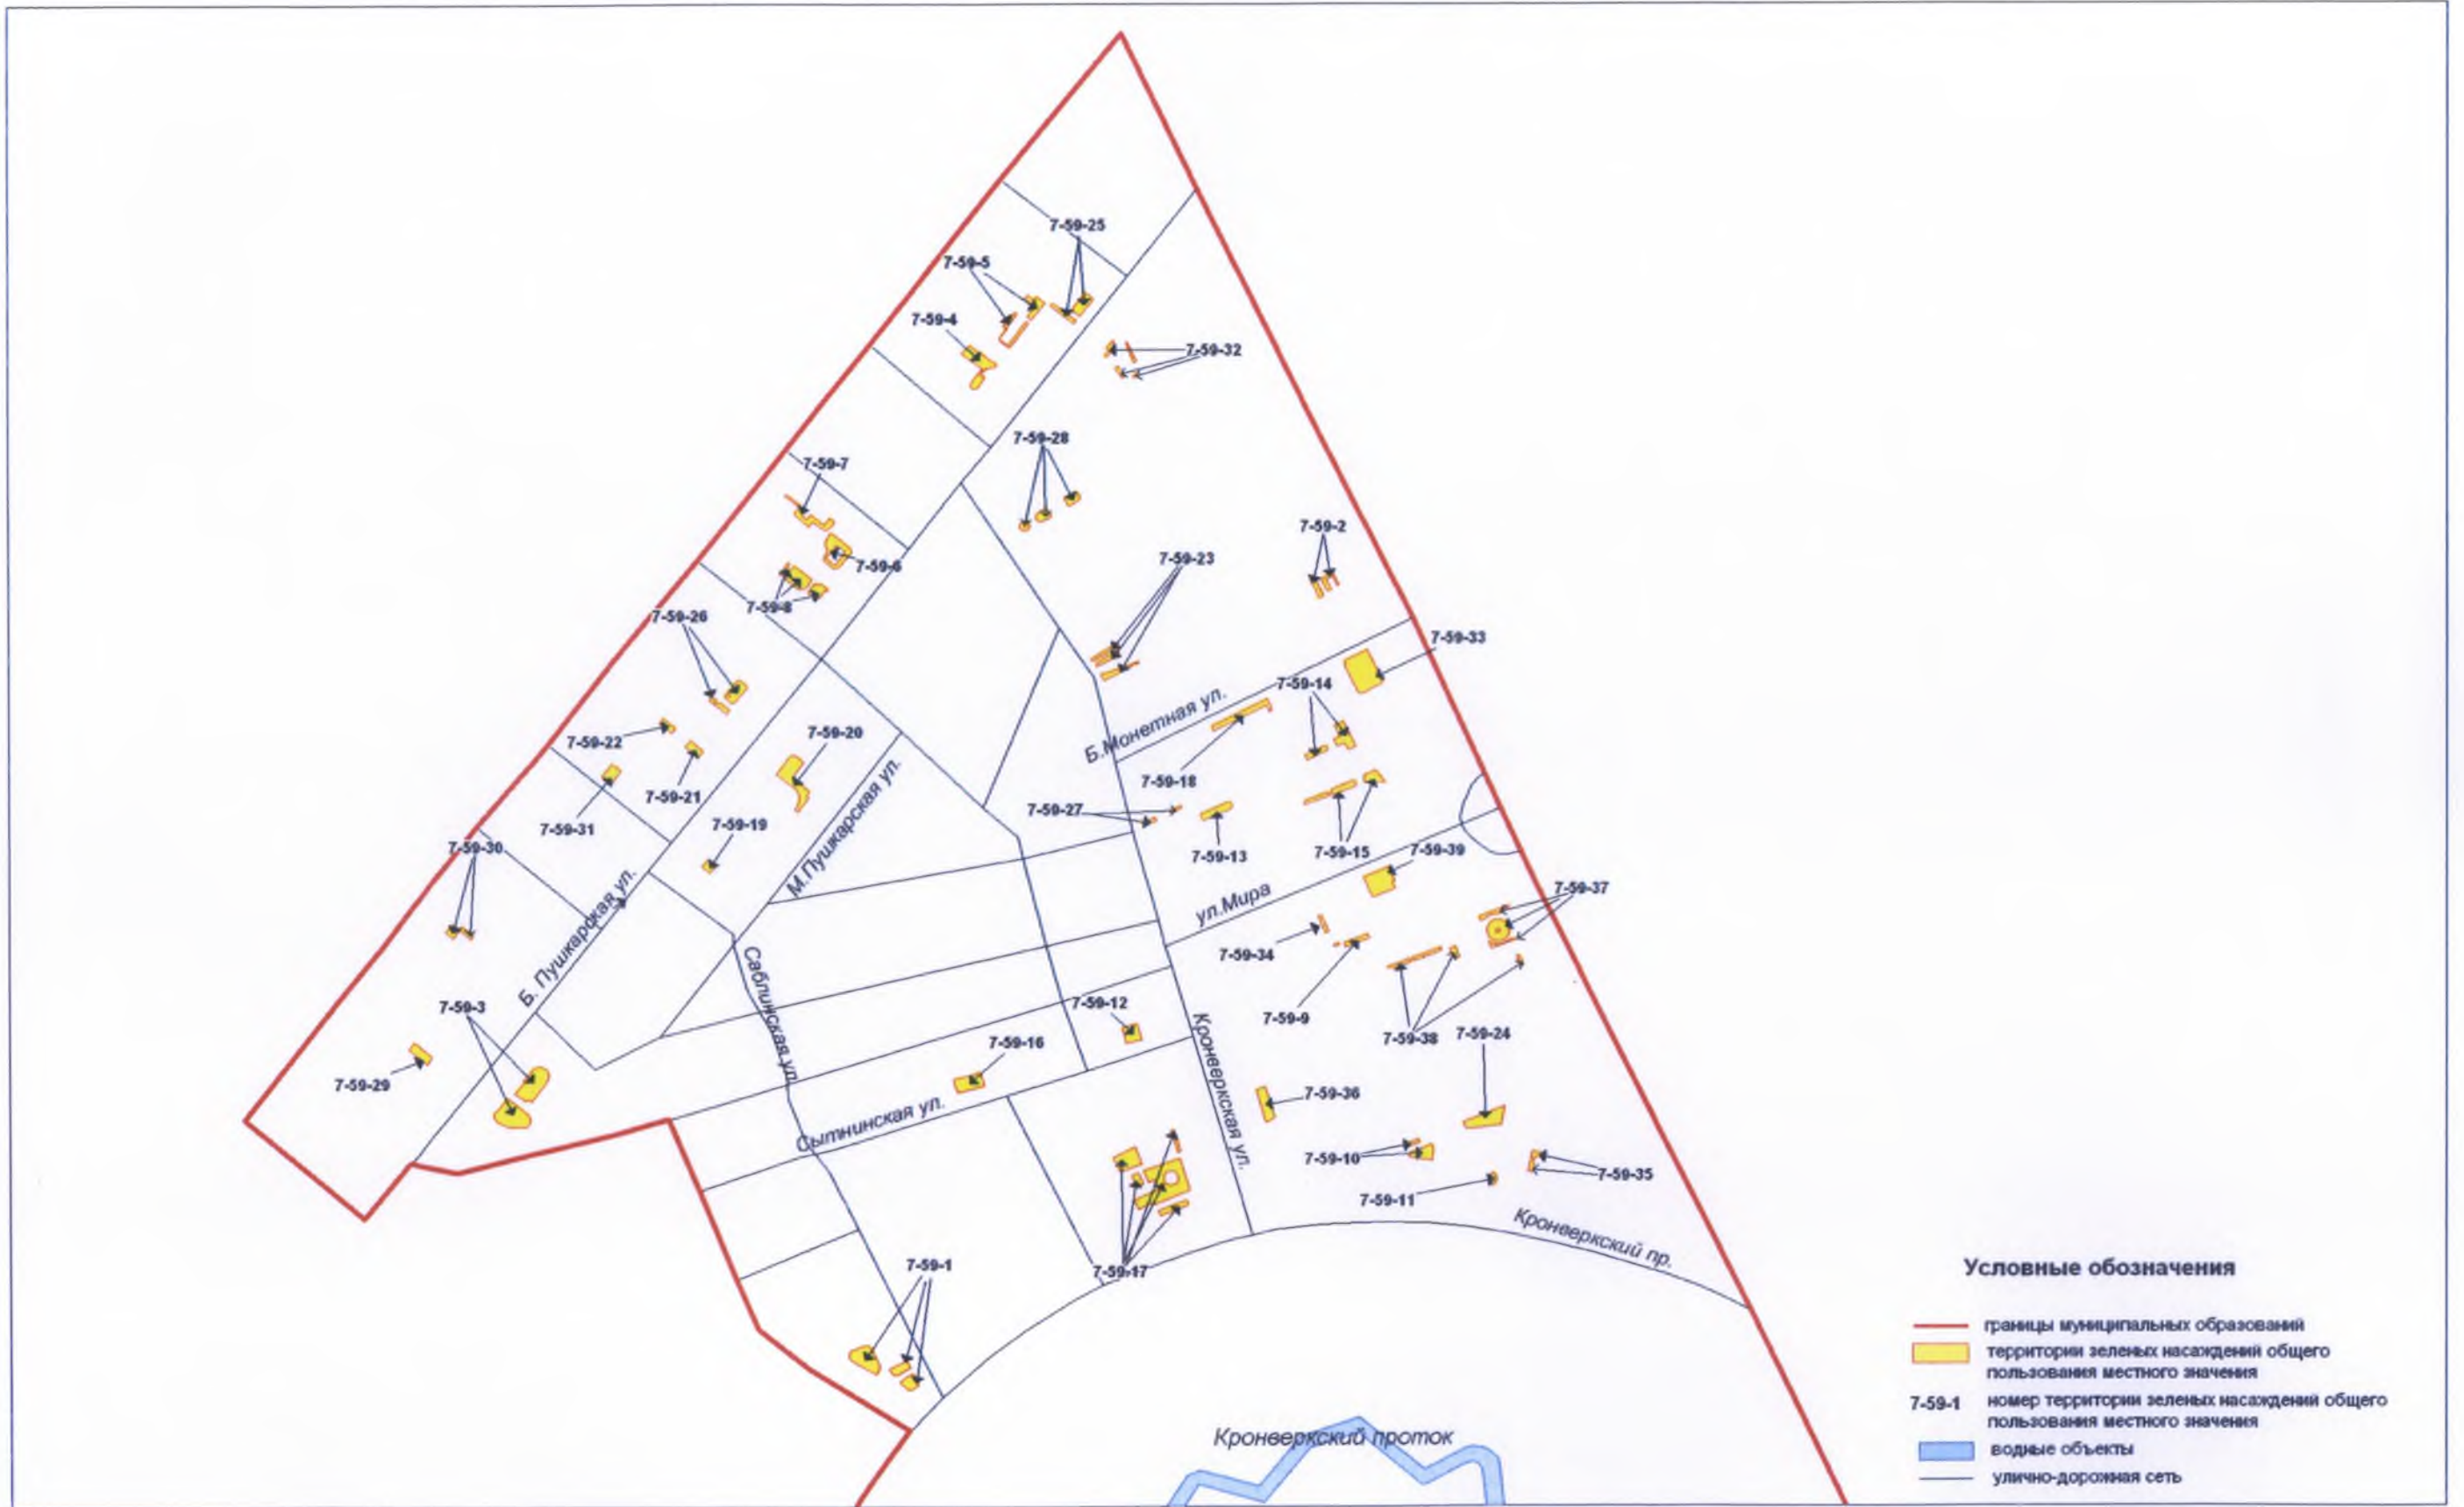 7-59-25
7-59-5
7-59-4
7-59-32
7-59-28
7-59-7
7-59-2
7-59-23
7-59-6
7-59-8
7-59-26
7-59-33
7-59-14
Б.Монетная ул.
7-59-22
7-59-20
7-59-18
7-59-21
7-59-27
7-59-31
7-59-19
М.Пушкарская ул.
7-59-30
7-59-13
7-59-15
7-59-39
7-59-37
ул.Мира
Б. Пушкарская ул.
7-59-34
Саблинская ул.
7-59-3
7-59-12
7-59-9
7-59-38
7-59-24
7-59-16
Кронверкская ул.
7-59-29
7-59-36
Сытнинская ул.
7-59-10
7-59-35
7-59-11
Кронверкский пр.
7-59-1
7-59-17
Кронверкский проток
Условные обозначения
границы муниципальных образований
территории зеленых насаждений общего
пользования местного значения
7-59-1 номер территории зеленых насаждений общего
пользования местного значения
водные объекты
улично-дорожная сеть